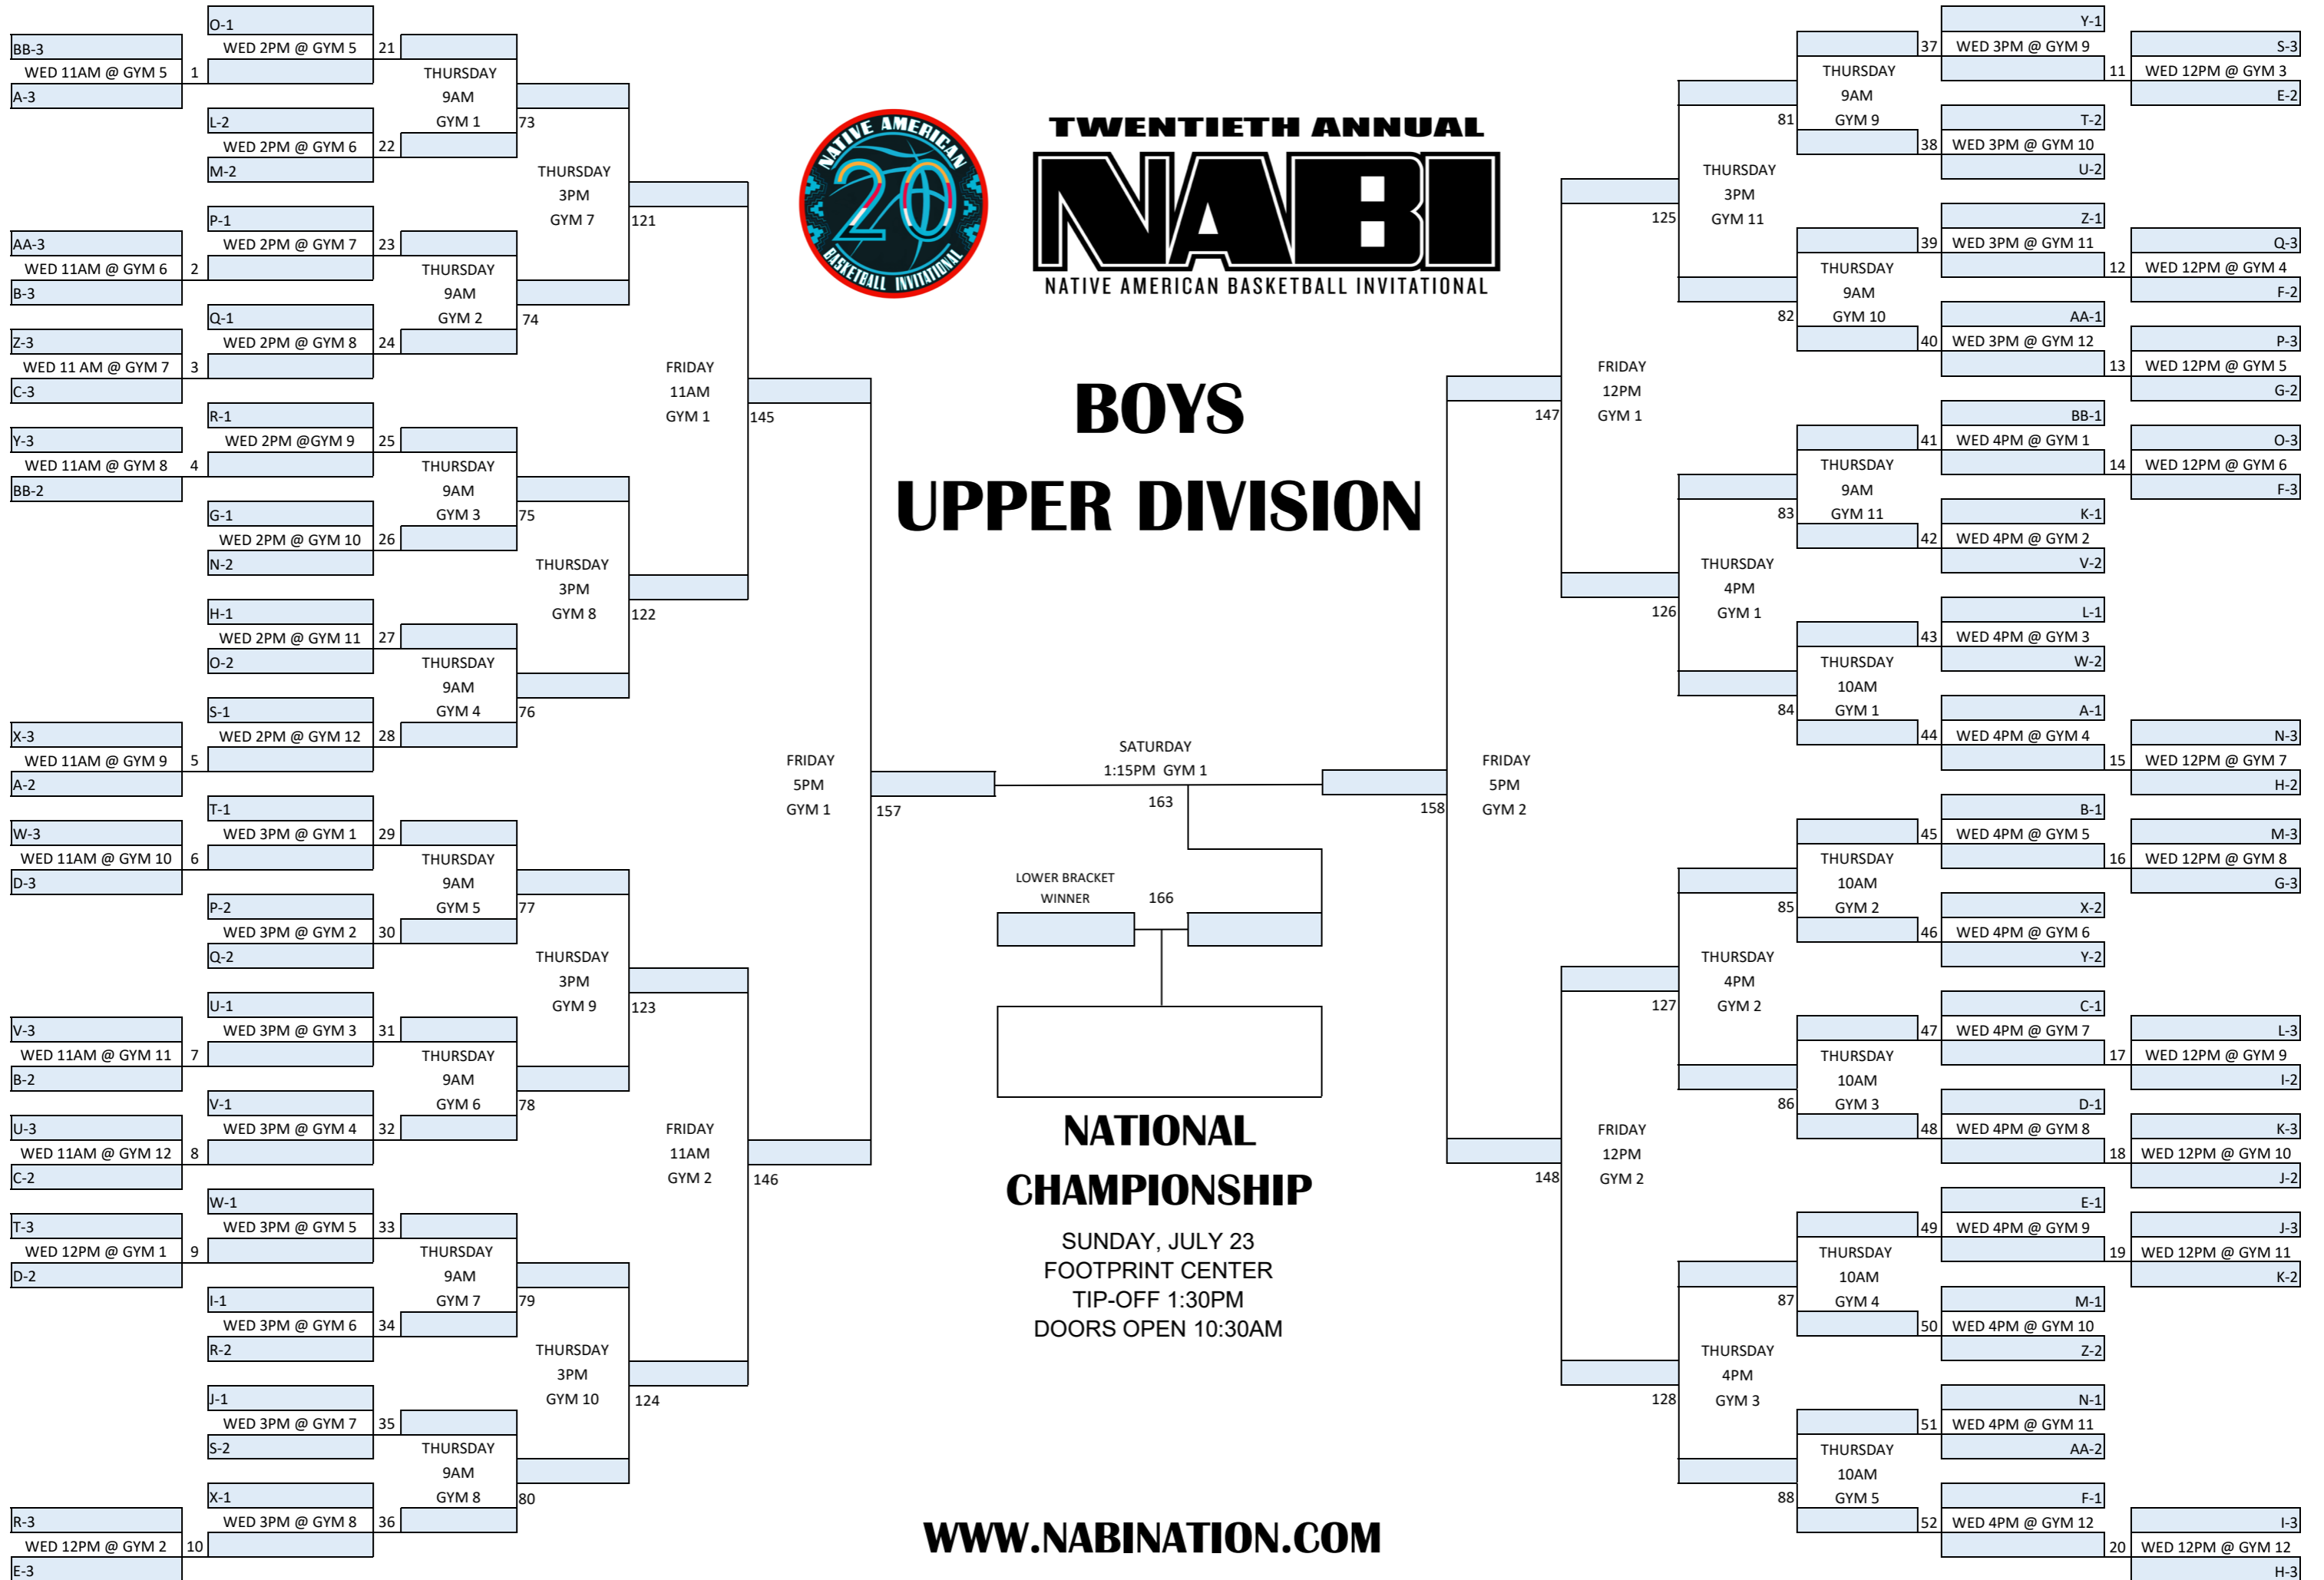 O-1
BB-3
WED 2PM @ GYM 5 21
WED 11AM @ GYM 5 1
A-3
THURSDAY
9AM
GYM 1
73
L-2
WED 2PM @ GYM 6 22
M-2
THURSDAY
3PM
GYM 7
121
P-1
AA-3
WED 2PM @ GYM 7 23
WED 11AM @ GYM 6 2
B-3
THURSDAY
9AM
GYM 2
74
Q-1
Z-3
WED 2PM @ GYM 8 24
WED 11 AM @ GYM 7 3
C-3
FRIDAY
11AM
GYM 1
145
R-1
Y-3
WED 2PM @GYM 9 25
WED 11AM @ GYM 8 4
BB-2
THURSDAY
9AM
GYM 3
75
G-1
WED 2PM @ GYM 10 26
N-2
THURSDAY
3PM
GYM 8
122
H-1
WED 2PM @ GYM 11 27
O-2
THURSDAY
9AM
GYM 4
76
S-1
X-3
WED 2PM @ GYM 12 28
WED 11AM @ GYM 9 5
A-2
FRIDAY
5PM
GYM 1
157
T-1
W-3
WED 3PM @ GYM 1 29
WED 11AM @ GYM 10 6
D-3
THURSDAY
9AM
GYM 5
77
P-2
WED 3PM @ GYM 2 30
Q-2
THURSDAY
3PM
GYM 9
123
U-1
V-3
WED 3PM @ GYM 3 31
WED 11AM @ GYM 11 7
B-2
THURSDAY
9AM
GYM 6
78
V-1
U-3
WED 3PM @ GYM 4 32
WED 11AM @ GYM 12 8
C-2
FRIDAY
11AM
GYM 2
146
W-1
T-3
WED 3PM @ GYM 5 33
WED 12PM @ GYM 1 9
D-2
THURSDAY
9AM
GYM 7
79
I-1
WED 3PM @ GYM 6 34
R-2
THURSDAY
3PM
GYM 10
124
J-1
WED 3PM @ GYM 7 35
S-2
THURSDAY
9AM
GYM 8
80
X-1
R-3
WED 3PM @ GYM 8 36
WED 12PM @ GYM 2 10
E-3
NATIVE AMERICAN
20
BASKETBALL INVITATIONAL
TWENTIETH ANNUAL
NABI
NATIVE AMERICAN BASKETBALL INVITATIONAL
BOYS
UPPER DIVISION
SATURDAY
1:15PM GYM 1
163
LOWER BRACKET
WINNER
166
NATIONAL
CHAMPIONSHIP
SUNDAY, JULY 23
FOOTPRINT CENTER
TIP-OFF 1:30PM
DOORS OPEN 10:30AM
WWW.NABINATION.COM
Y-1
S-3
37 WED 3PM @ GYM 9
11 WED 12PM @ GYM 3
E-2
THURSDAY
9AM
GYM 9
81
T-2
38 WED 3PM @ GYM 10
U-2
THURSDAY
3PM
GYM 11
125
Z-1
Q-3
39 WED 3PM @ GYM 11
12 WED 12PM @ GYM 4
F-2
THURSDAY
9AM
GYM 10
82
AA-1
P-3
40 WED 3PM @ GYM 12
13 WED 12PM @ GYM 5
G-2
FRIDAY
12PM
GYM 1
147
BB-1
O-3
41 WED 4PM @ GYM 1
14 WED 12PM @ GYM 6
F-3
THURSDAY
9AM
GYM 11
83
K-1
42 WED 4PM @ GYM 2
V-2
THURSDAY
4PM
GYM 1
126
L-1
43 WED 4PM @ GYM 3
W-2
THURSDAY
10AM
GYM 1
84
A-1
N-3
44 WED 4PM @ GYM 4
15 WED 12PM @ GYM 7
H-2
FRIDAY
5PM
GYM 2
158
B-1
M-3
45 WED 4PM @ GYM 5
16 WED 12PM @ GYM 8
G-3
THURSDAY
10AM
GYM 2
85
X-2
46 WED 4PM @ GYM 6
Y-2
THURSDAY
4PM
GYM 2
127
C-1
L-3
47 WED 4PM @ GYM 7
17 WED 12PM @ GYM 9
I-2
THURSDAY
10AM
GYM 3
86
D-1
K-3
48 WED 4PM @ GYM 8
18 WED 12PM @ GYM 10
J-2
FRIDAY
12PM
GYM 2
148
E-1
J-3
49 WED 4PM @ GYM 9
19 WED 12PM @ GYM 11
K-2
THURSDAY
10AM
GYM 4
87
M-1
50 WED 4PM @ GYM 10
Z-2
THURSDAY
4PM
GYM 3
128
N-1
51 WED 4PM @ GYM 11
AA-2
THURSDAY
10AM
GYM 5
88
F-1
I-3
52 WED 4PM @ GYM 12
20 WED 12PM @ GYM 12
H-3